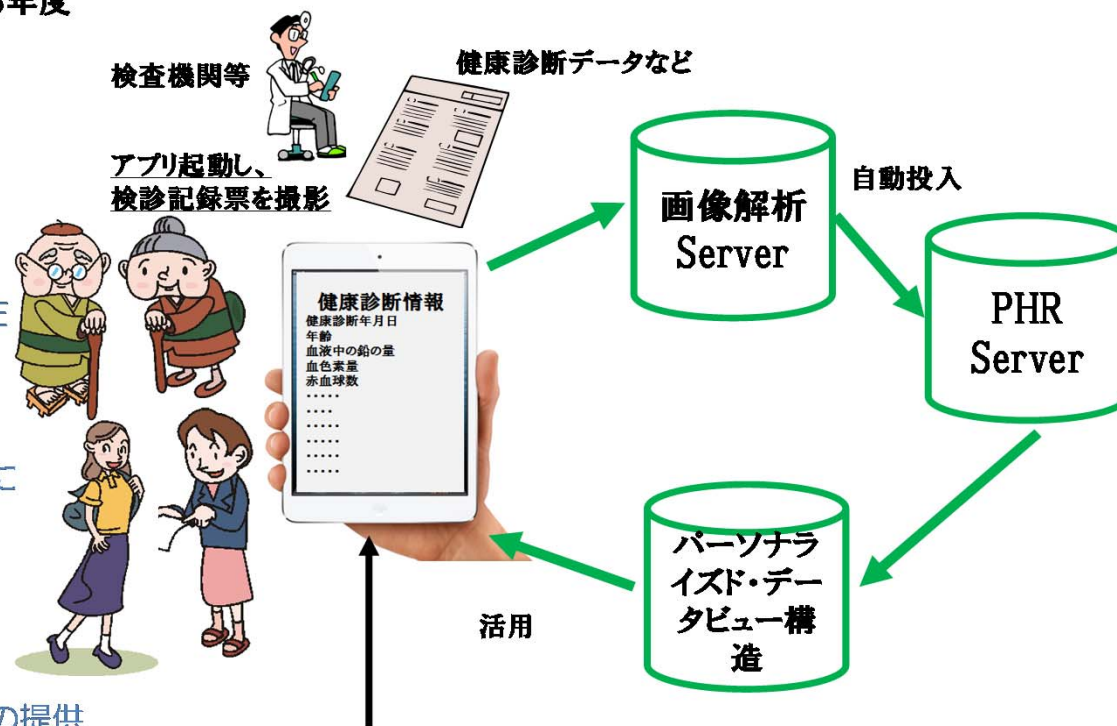 年度
検査機関等
健康診断データなど
アプリ起動し、
検診記録票を撮影
画像解析
Server
自動投入
PHR
Server
健康診断情報
健康診断年月日
年齢
血液中の鉛の量
血色素量
赤血球数
・・・・・
・・・・
・・・・・
・・・・・
・・・・・
・・・・・
に
パーソナラ
イズド・デー
タビュー構
造
活用
の提供